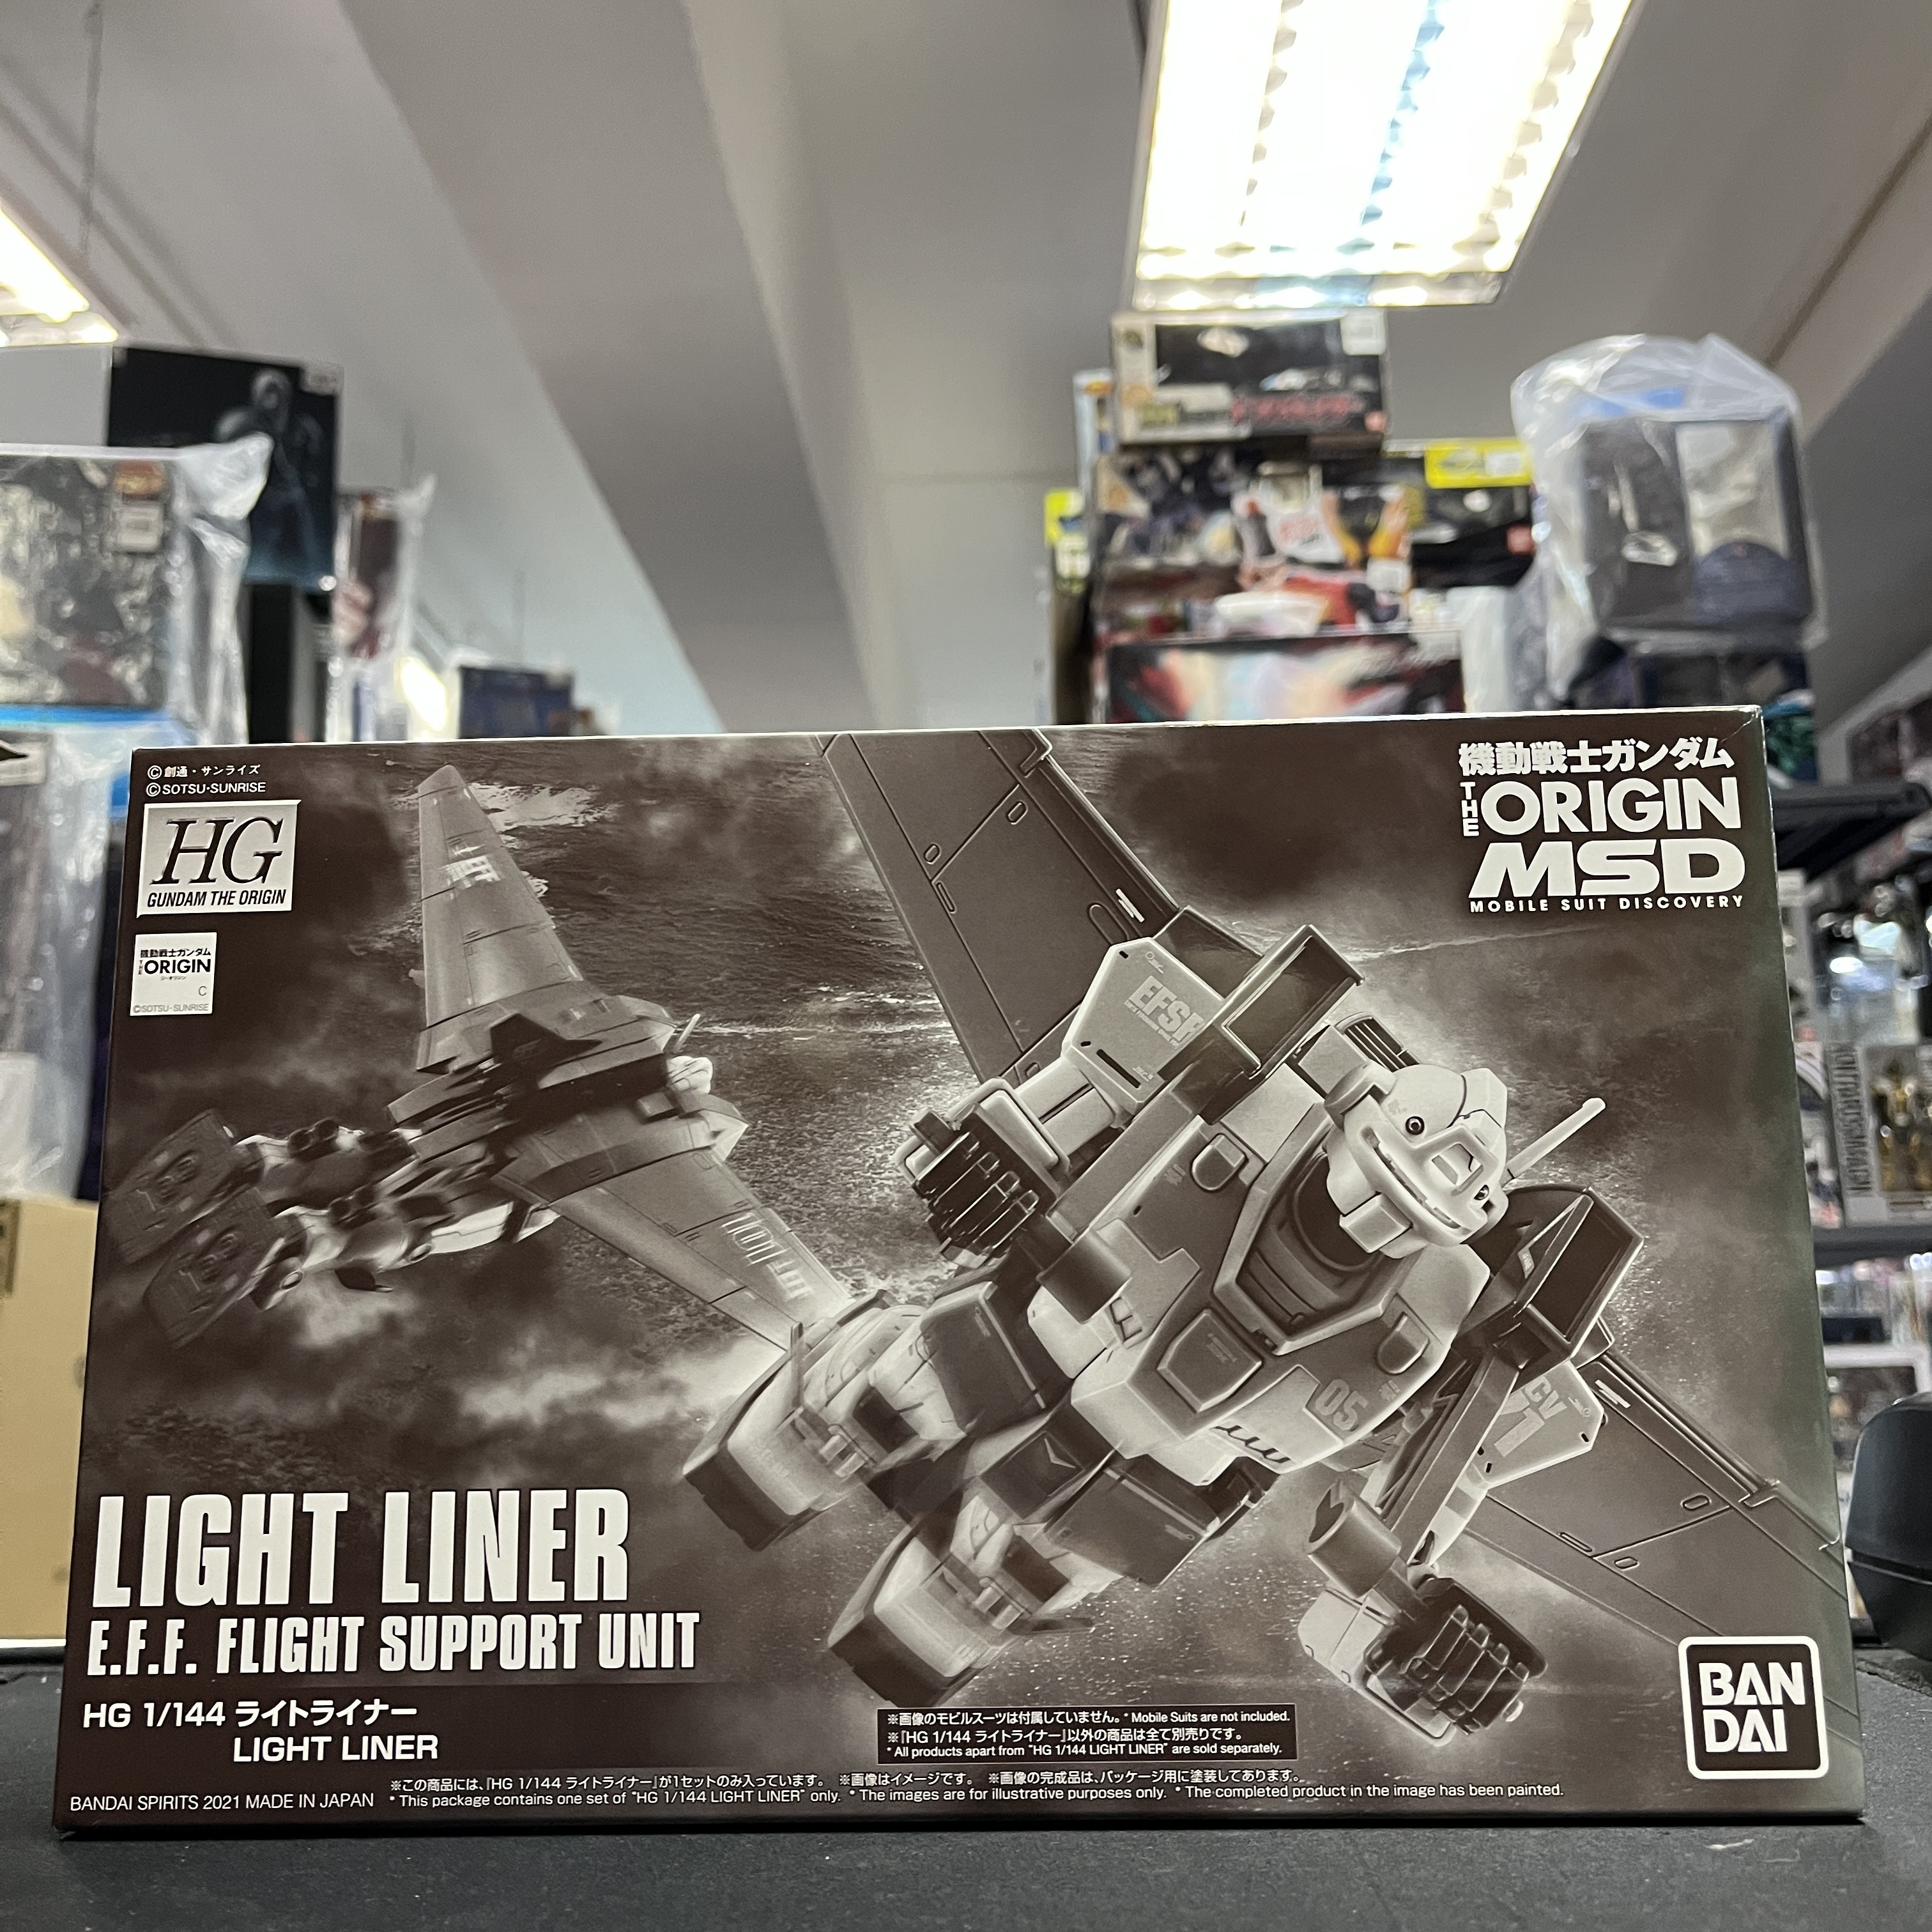 ©創通・サンライズ
©SOTSU・SUNRISE
HG
GUNDAM THE ORIGIN
機動戦士ガンダム
THE ORIGIN
C
©SOTSU・SUNRISE
機動戦士ガンダム
THE ORIGIN
MSD
MOBILE SUIT DISCOVERY
EFSF
05
LIGHT LINER
E.F.F. FLIGHT SUPPORT UNIT
HG 1/144 ライトライナー
LIGHT LINER
※画像のモビルスーツは付属していません。* Mobile Suits are not included.
※『HG 1/144 ライトライナー』以外の商品は全て別売りです。
* All products apart from "HG 1/144 LIGHT LINER" are sold separately.
BAN
DAI
※この商品には、『HG 1/144 ライトライナー』が1セットのみ入っています。 ※画像はイメージです。 ※画像の完成品は、パッケージ用に塗装してあります。
BANDAI SPIRITS 2021 MADE IN JAPAN * This package contains one set of "HG 1/144 LIGHT LINER" only. * The images are for illustrative purposes only. * The completed product in the image has been painted.